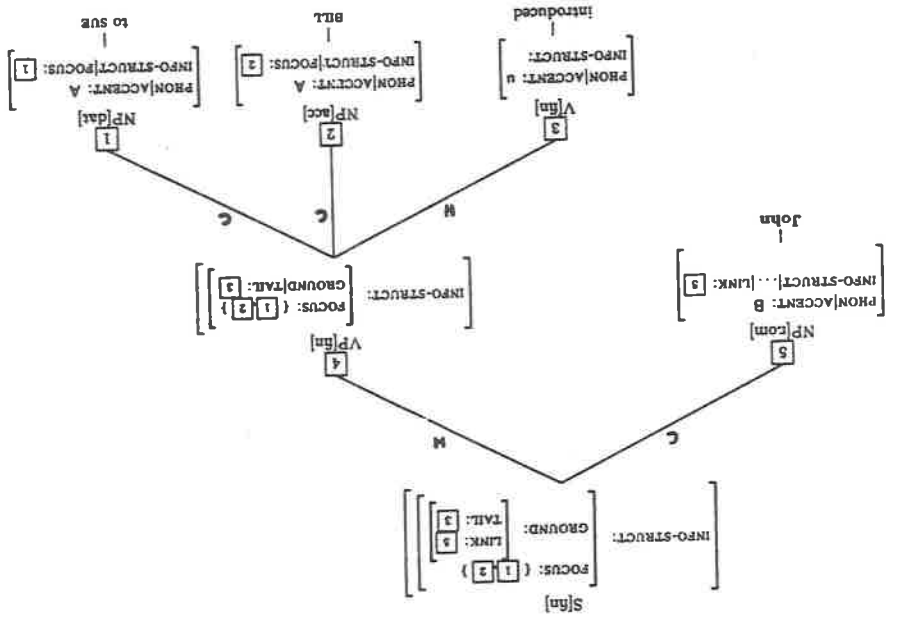 S[fin]
INFO-STRUCT:
FOCUS: { 1 , 2 }
GROUND:
LINK: 5
TAIL: 3
C
H
5
NP[nom]
PHON|ACCENT: B
INFO-STRUCT|...|LINK: 5
John
4
VP[fin]
INFO-STRUCT:
FOCUS: { 1 , 2 }
GROUND|TAIL: 3
H
C
C
3
V[fin]
PHON|ACCENT: u
INFO-STRUCT:
introduced
2
NP[acc]
PHON|ACCENT: A
INFO-STRUCT|FOCUS: 2
BILL
1
NP[dat]
PHON|ACCENT: A
INFO-STRUCT|FOCUS: 1
to SUE